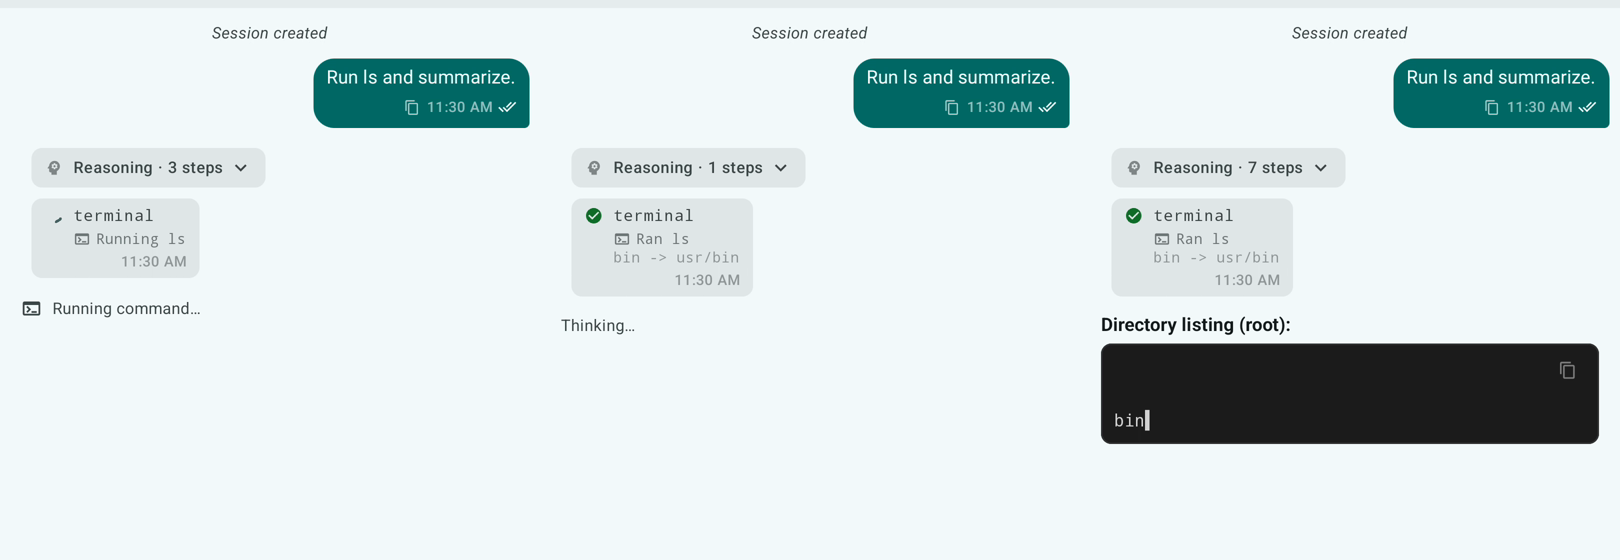 Session created
Run ls and summarize.
11:30 AM
Reasoning · 3 steps
terminal
Running ls
11:30 AM
Running command…
Session created
Run ls and summarize.
11:30 AM
Reasoning · 1 steps
terminal
Ran ls
bin -> usr/bin
11:30 AM
Thinking…
Session created
Run ls and summarize.
11:30 AM
Reasoning · 7 steps
terminal
Ran ls
bin -> usr/bin
11:30 AM
Directory listing (root):
bin